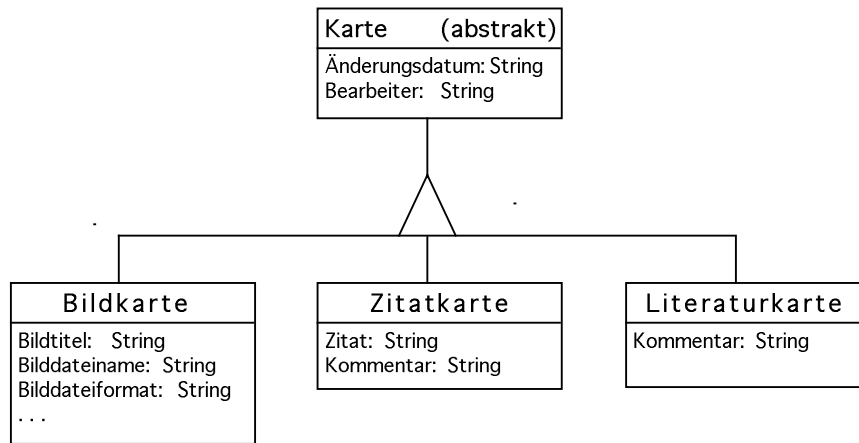 Karte (abstrakt)
Änderungsdatum: String
Bearbeiter: String
Bildkarte
Bildtitel: String
Bilddateiname: String
Bilddateiformat: String
. . .
Zitatkarte
Zitat: String
Kommentar: String
Literaturkarte
Kommentar: String